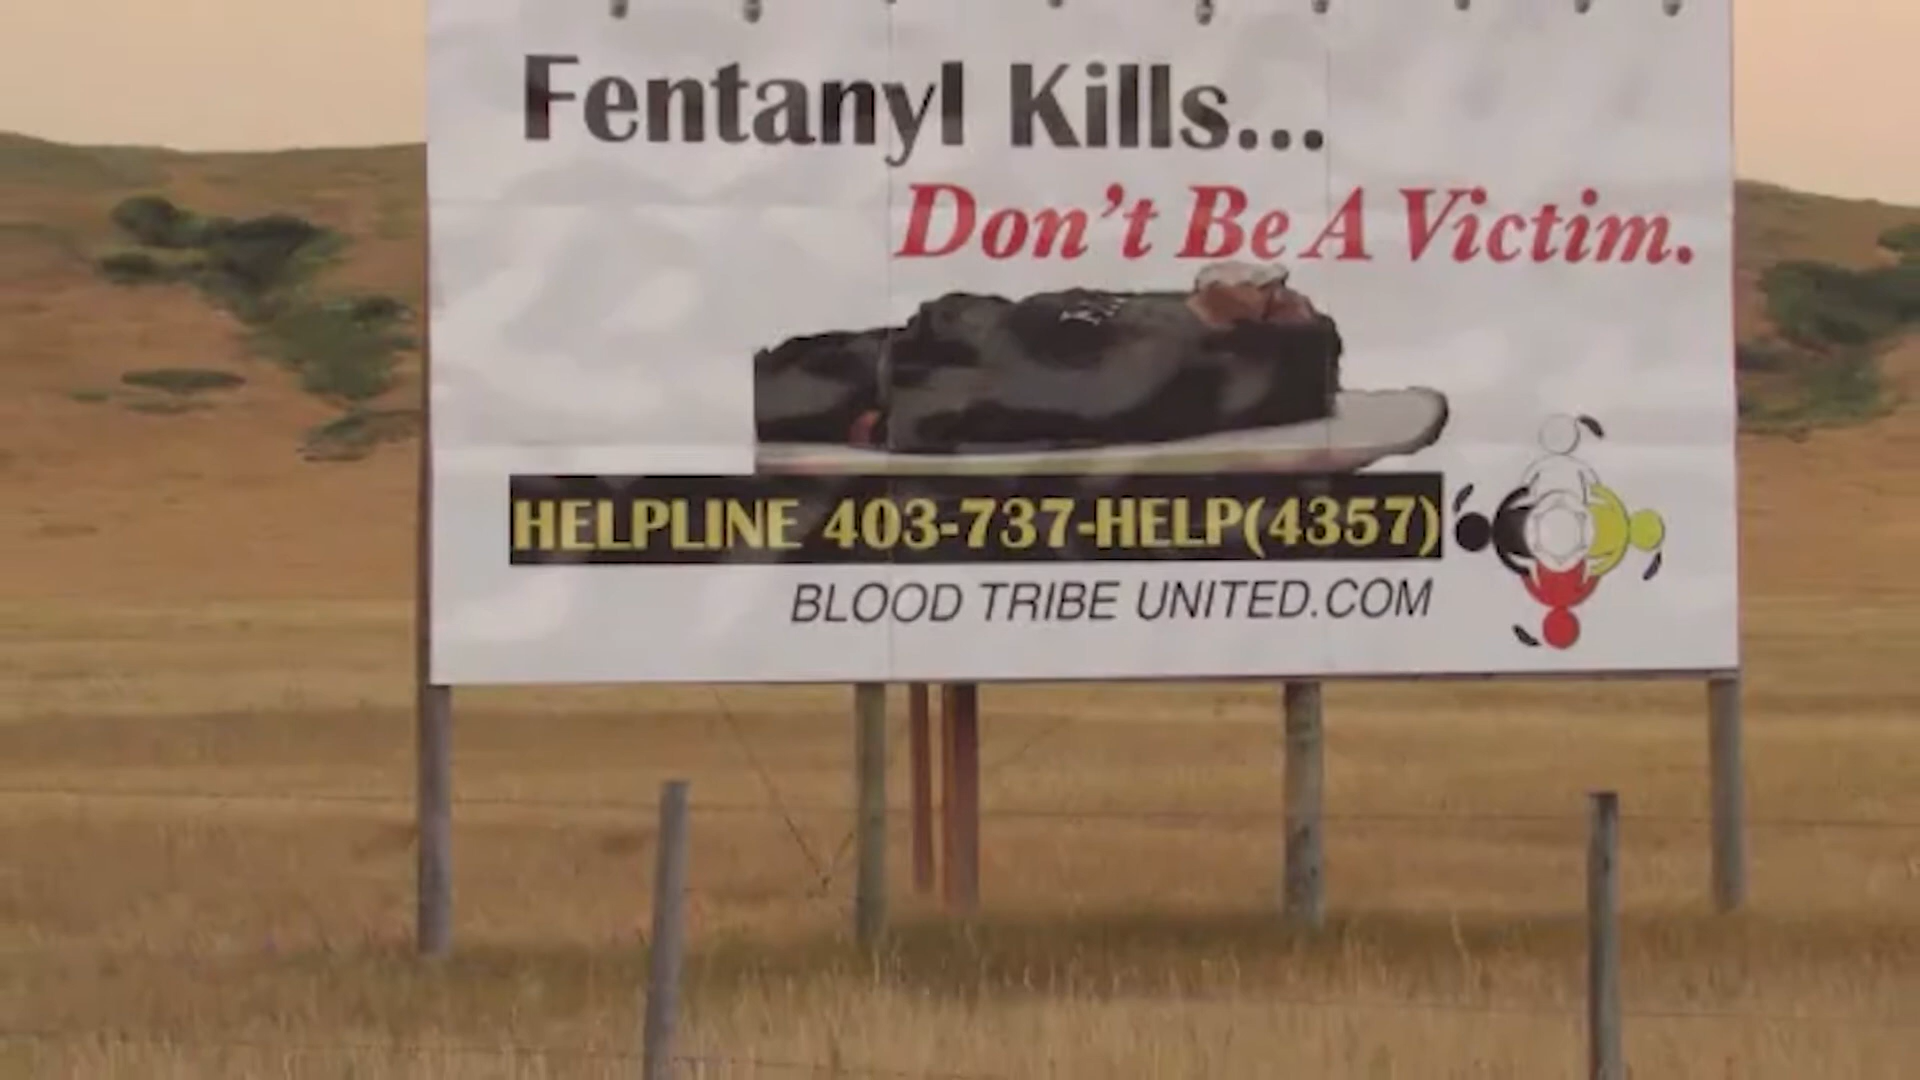 Fentanyl Kills...
Don't Be A Victim.
HELPLINE 403-737-HELP(4357)
BLOOD TRIBE UNITED.COM